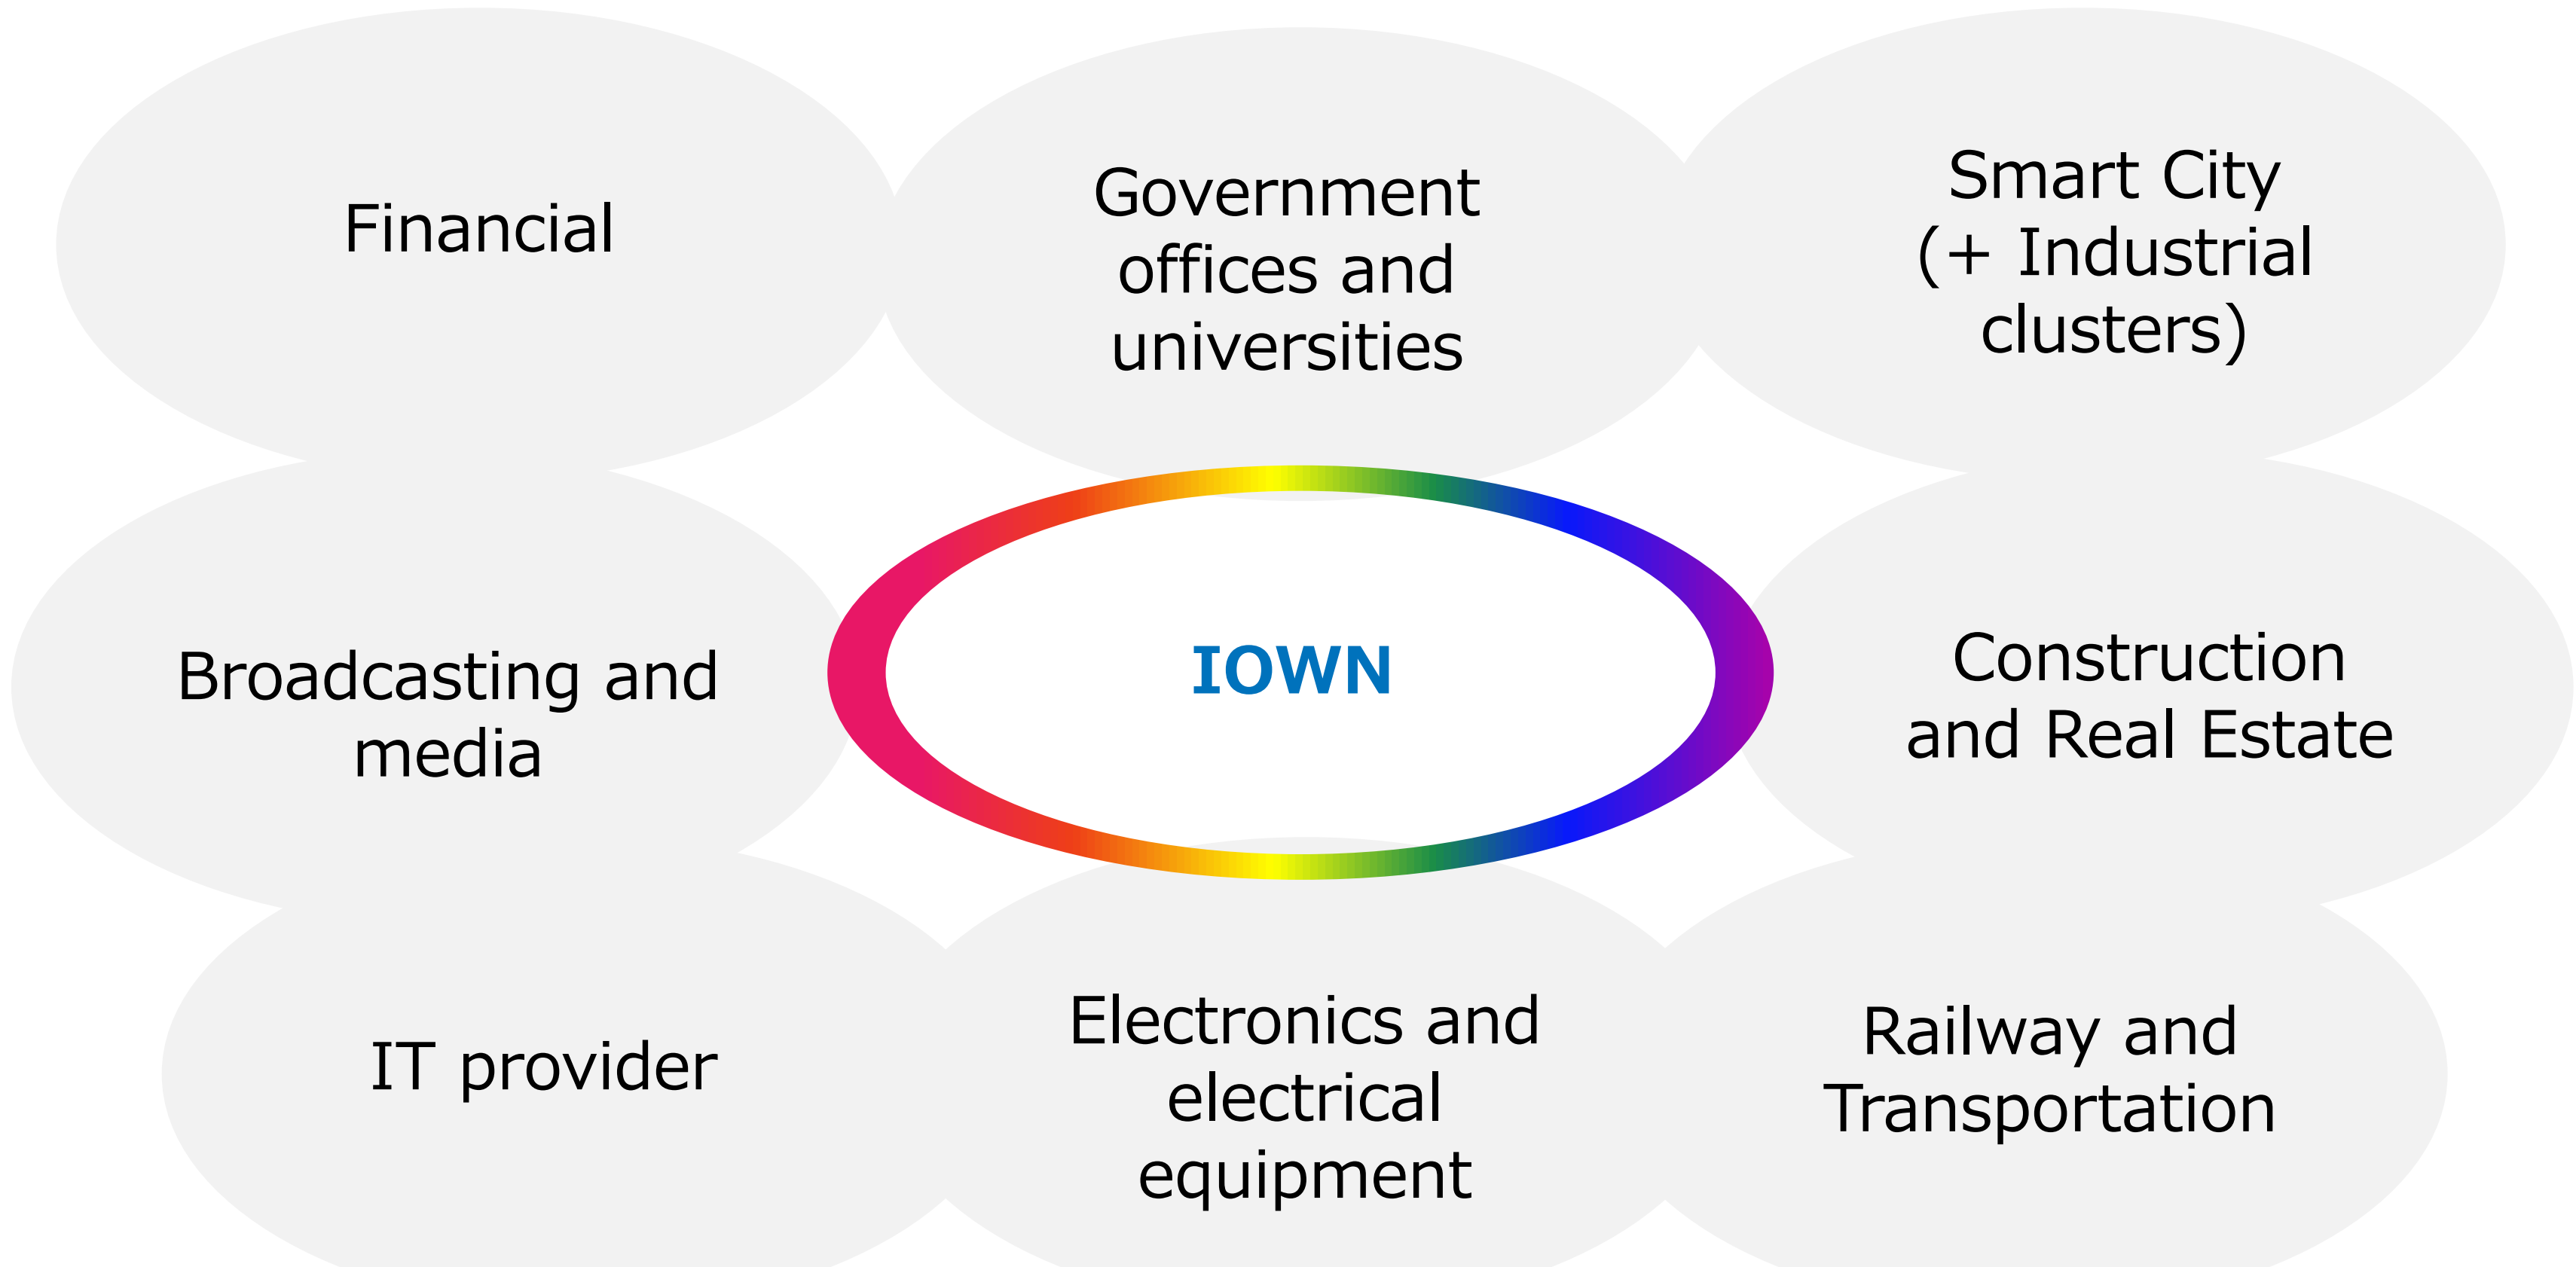 Financial
Government
offices and
universities
Smart City
(+ Industrial
clusters)
Broadcasting and
media
IOWN
Construction
and Real Estate
IT provider
Electronics and
electrical
equipment
Railway and
Transportation